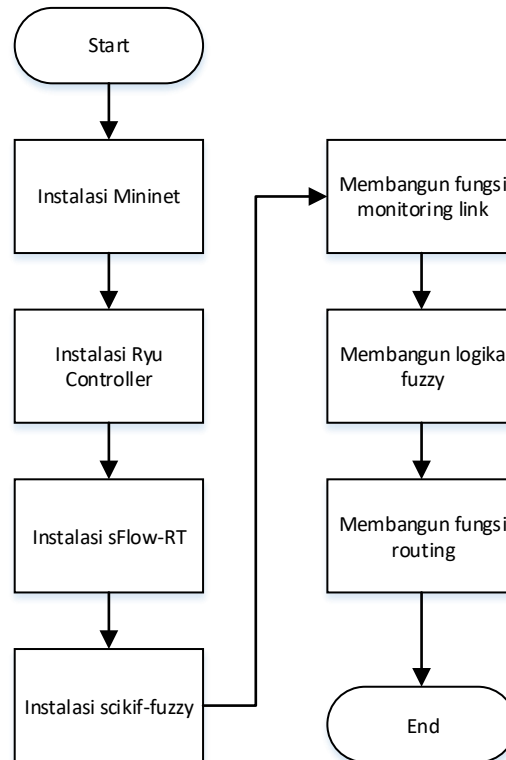 Start
Instalasi Mininet
Instalasi Ryu
Controller
Instalasi sFlow-RT
Instalasi scikif-fuzzy
Membangun fungsi
monitoring link
Membangun logika
fuzzy
Membangun fungsi
routing
End